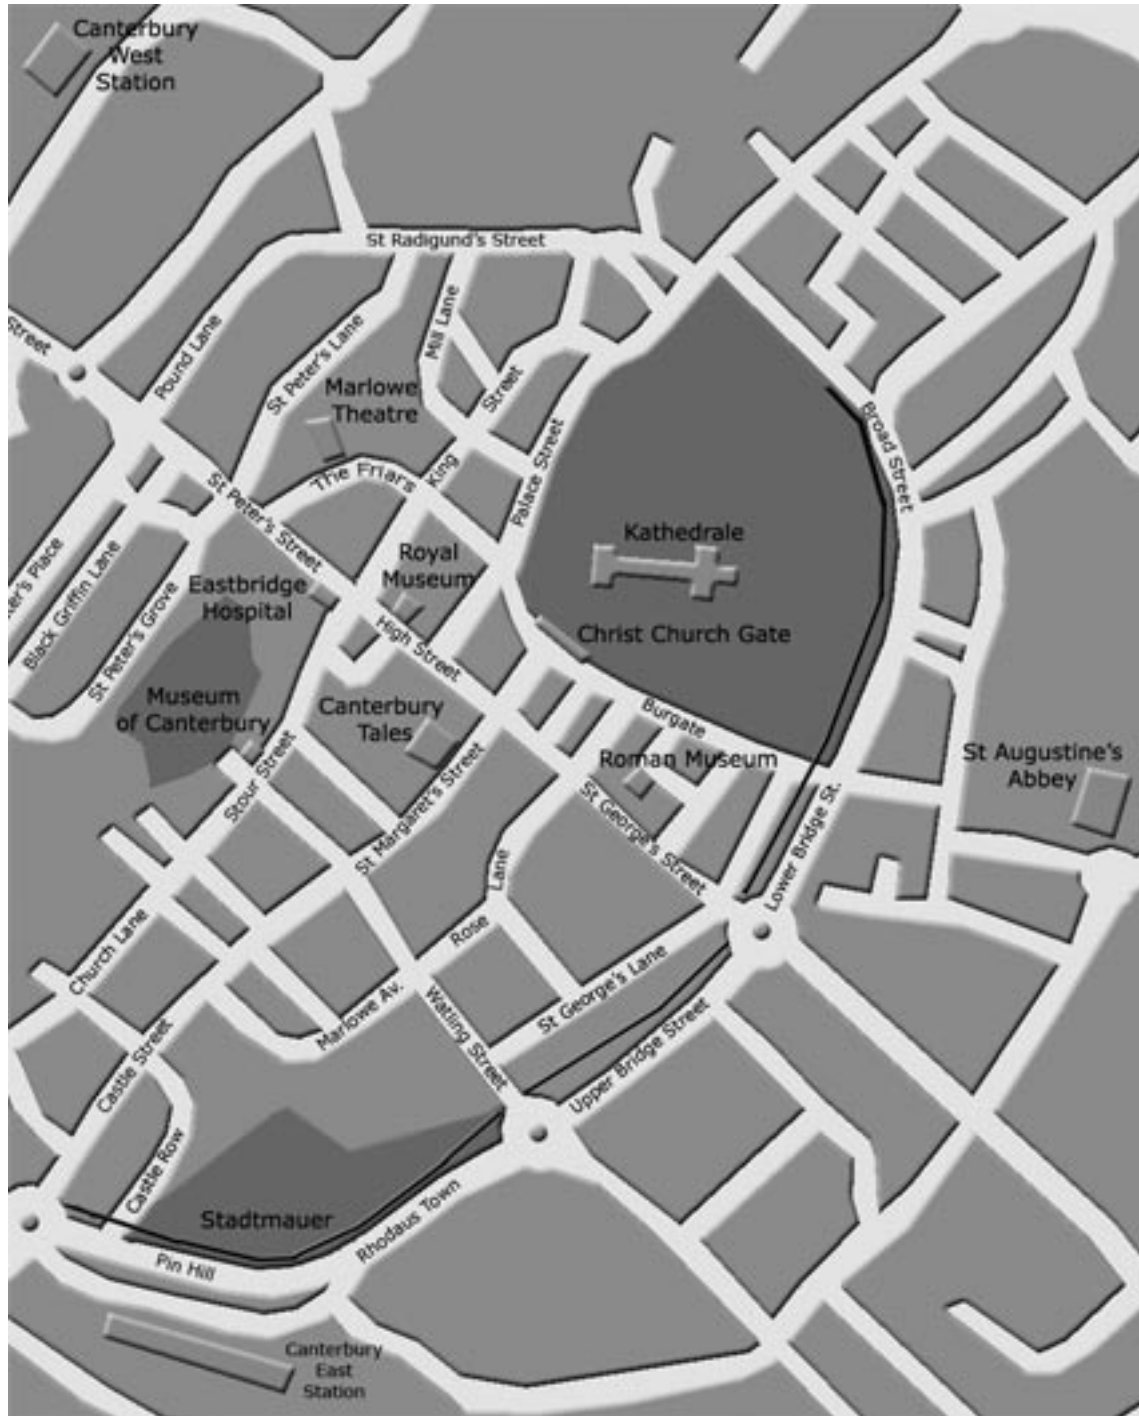 Canterbury
West
Station
St Radigund's Street
Street
Pound Lane
St Peter's Lane
Mill Lane
Marlowe
Theatre
Street
King
The Friars
Palace Street
Broad Street
St Peter's Street
Kathedrale
Royal
Museum
Eastbridge
Hospital
ter's Place
Black Griffin Lane
St Peter's Grove
High Street
Christ Church Gate
Museum
of Canterbury
Canterbury
Tales
Burgate
Roman Museum
St Augustine's
Abbey
Stour Street
St Margaret's Street
St George's Street
Lower Bridge St.
Lane
Rose
Church Lane
St George's Lane
Marlowe Av.
Watling Street
Upper Bridge Street
Castle Street
Castle Row
Stadtmauer
Rhodaus Town
Pin Hill
Canterbury
East
Station